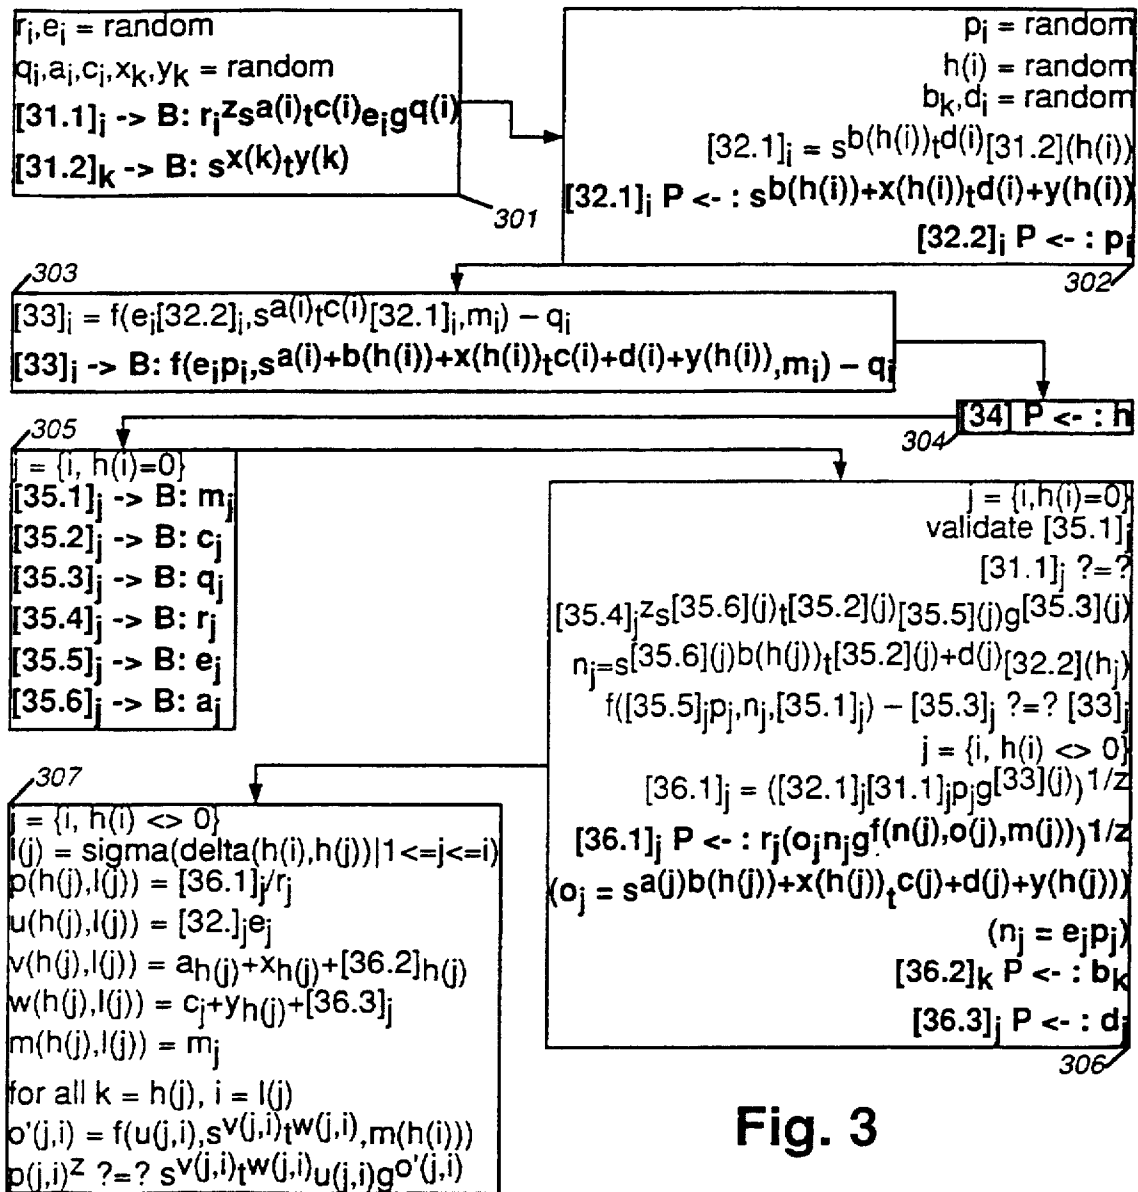 r_i,e_i = random
q_i,a_i,c_i,x_k,y_k = random
[31.1]_i -> B: r_i^z s^a(i) t^c(i) e_i g^q(i)
[31.2]_k -> B: s^x(k) t^y(k)
301
p_i = random
h(i) = random
b_k,d_i = random
[32.1]_i = s^b(h(i)) t^d(i) [31.2](h(i))
[32.1]_i P <- : s^b(h(i))+x(h(i)) t^d(i)+y(h(i))
[32.2]_i P <- : p_i
302
303
[33]_i = f(e_i[32.2]_i,s^a(i) t^c(i) [32.1]_i,m_i) – q_i
[33]_i -> B: f(e_i p_i,s^a(i)+b(h(i))+x(h(i)) t^c(i)+d(i)+y(h(i)),m_i) – q_i
[34] P <- : h
304
305
j = {i, h(i)=0}
[35.1]_j -> B: m_j
[35.2]_j -> B: c_j
[35.3]_j -> B: q_j
[35.4]_j -> B: r_j
[35.5]_j -> B: e_j
[35.6]_j -> B: a_j
j = {i,h(i)=0}
validate [35.1]_j
[31.1]_j ?=?
[35.4]_j^z s^[35.6](j) t^[35.2](j) [35.5](j) g^[35.3](j)
n_j=s^[35.6](j)b(h(j)) t^[35.2](j)+d(j) [32.2](h_j)
f([35.5]_j p_j,n_j,[35.1]_j) – [35.3]_j ?=? [33]_j
j = {i, h(i) <> 0}
[36.1]_j = ([32.1]_j[31.1]_j p_j g^[33](j))^1/z
[36.1]_j P <- : r_j(o_j n_j g^f(n(j),o(j),m(j)))^1/z
(o_j = s^a(j)b(h(j))+x(h(j)) t^c(j)+d(j)+y(h(j)))
(n_j = e_j p_j)
[36.2]_k P <- : b_k
[36.3]_j P <- : d_j
306
307
j = {i, h(i) <> 0}
l(j) = sigma(delta(h(i),h(j))|1<=j<=i)
p(h(j),l(j)) = [36.1]_j/r_j
u(h(j),l(j)) = [32.]_j e_j
v(h(j),l(j)) = a_h(j)+x_h(j)+[36.2]_h(j)
w(h(j),l(j)) = c_j+y_h(j)+[36.3]_j
m(h(j),l(j)) = m_j
for all k = h(j), i = l(j)
o'(j,i) = f(u(j,i),s^v(j,i) t^w(j,i),m(h(i)))
p(j,i)^z ?=? s^v(j,i) t^w(j,i) u(j,i) g^o'(j,i)
Fig. 3